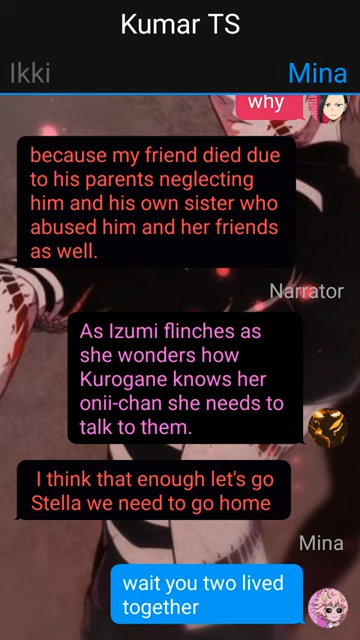 Kumar TS
Ikki
Mina
why
because my friend died due
to his parents neglecting
him and his own sister who
abused him and her friends
as well.
Narrator
As Izumi flinches as
she wonders how
Kurogane knows her
onii-chan she needs to
talk to them.
I think that enough let's go
Stella we need to go home
Mina
wait you two lived
together